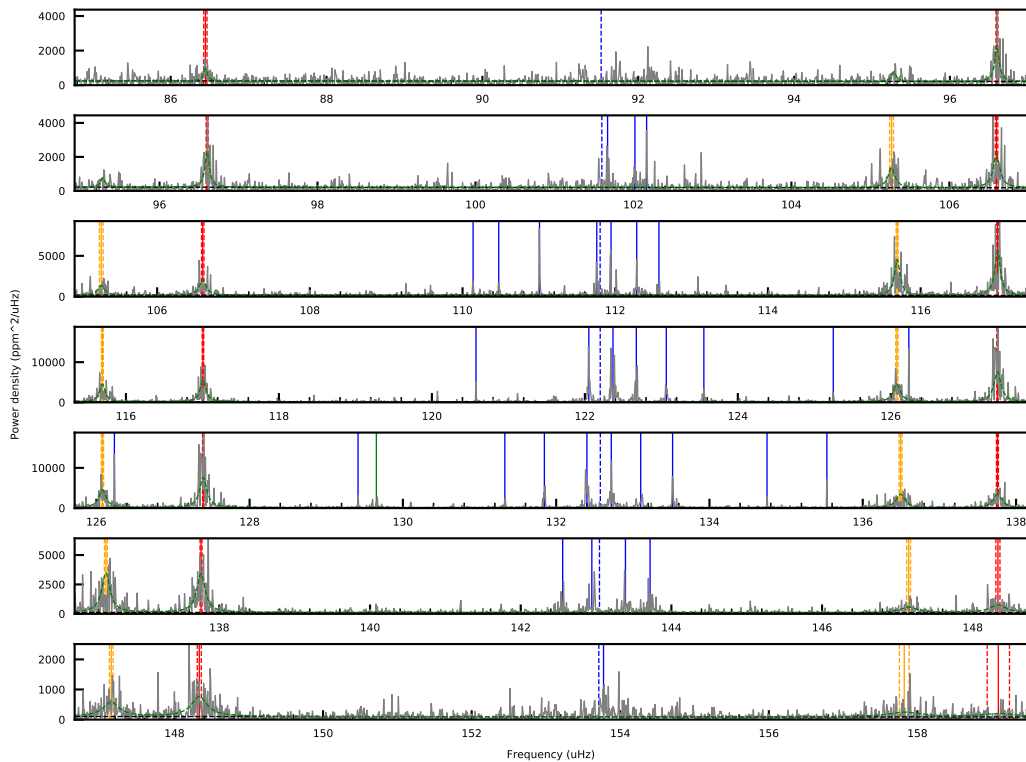 4000
2000
0
86 88 90 92 94 96
4000
2000
0
96 98 100 102 104 106
5000
0
106 108 110 112 114 116
10000
0
116 118 120 122 124 126
10000
0
126 128 130 132 134 136 138
5000
2500
0
138 140 142 144 146 148
2000
1000
0
148 150 152 154 156 158
Power density (ppm^2/uHz)
Frequency (uHz)